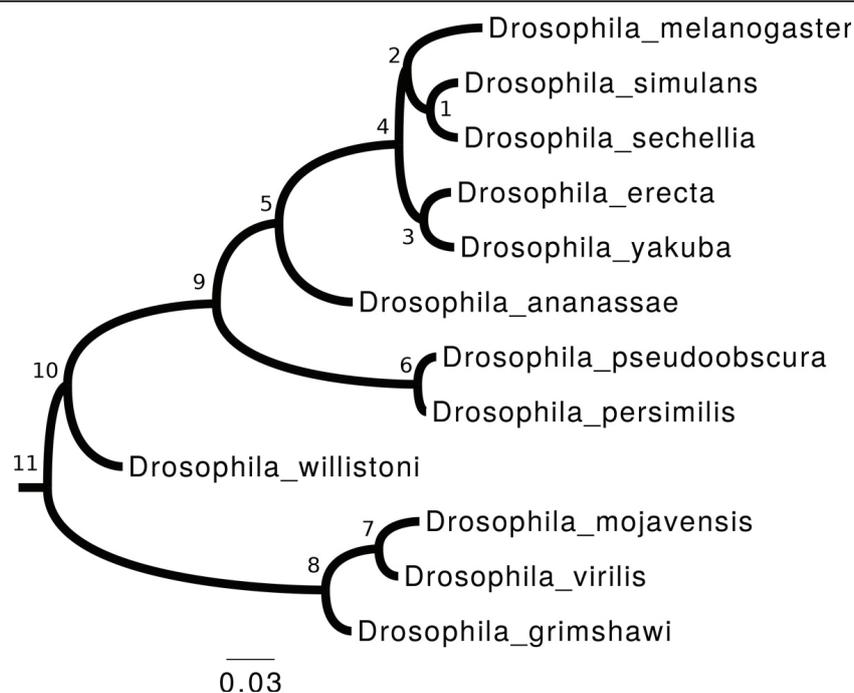 Drosophila_melanogaster
2
Drosophila_simulans
1
4
Drosophila_sechellia
Drosophila_erecta
5
3
Drosophila_yakuba
9
Drosophila_ananassae
6
Drosophila_pseudoobscura
10
Drosophila_persimilis
11
Drosophila_willistoni
7
Drosophila_mojavensis
8
Drosophila_virilis
Drosophila_grimshawi
0.03